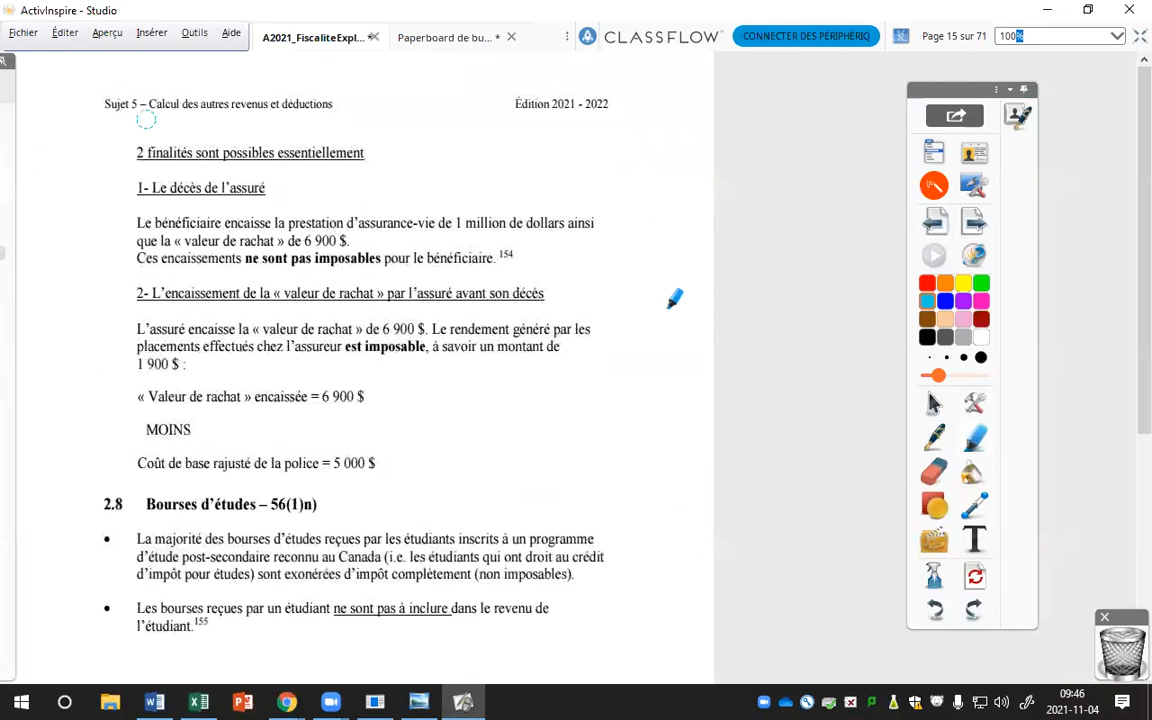 ActivInspire - Studio
Fichier Éditer Aperçu Insérer Outils Aide
A2021_FiscaliteExpl...
Paperboard de bu... *
CLASSFLOW
CONNECTER DES PÉRIPHÉRIQ
Page 15 sur 71
100%
Sujet 5 – Calcul des autres revenus et déductions Édition 2021 - 2022
2 finalités sont possibles essentiellement
1- Le décès de l'assuré
Le bénéficiaire encaisse la prestation d'assurance-vie de 1 million de dollars ainsi
que la « valeur de rachat » de 6 900 $.
Ces encaissements ne sont pas imposables pour le bénéficiaire. 154
2- L'encaissement de la « valeur de rachat » par l'assuré avant son décès
L'assuré encaisse la « valeur de rachat » de 6 900 $. Le rendement généré par les
placements effectués chez l'assureur est imposable, à savoir un montant de
1 900 $ :
« Valeur de rachat » encaissée = 6 900 $
MOINS
Coût de base rajusté de la police = 5 000 $
2.8 Bourses d'études – 56(1)n)
• La majorité des bourses d'études reçues par les étudiants inscrits à un programme
d'étude post-secondaire reconnu au Canada (i.e. les étudiants qui ont droit au crédit
d'impôt pour études) sont exonérées d'impôt complètement (non imposables).
• Les bourses reçues par un étudiant ne sont pas à inclure dans le revenu de
l'étudiant.155
T
09:46
2021-11-04